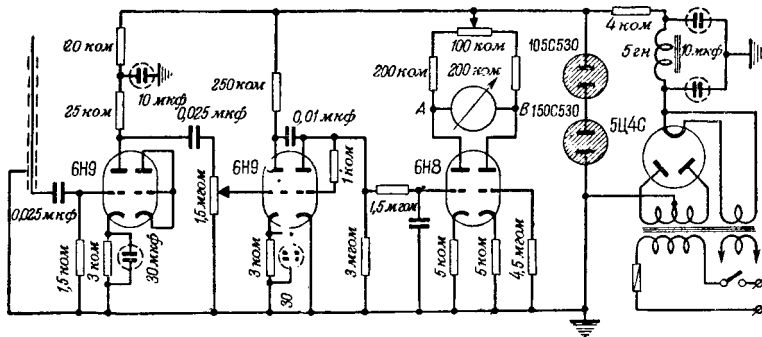 120 ком
10 мкф
25 ком
0,025 мкф
6Н9
0,025 мкф
1,5 ком
3 ком
30 мкф
250 ком
0,01 мкф
1,5 мгом
6Н9
1 ком
3 ком
30
3 мгом
1,5 мгом
100 ком
200 ком
200 ком
А
В
6Н8
5 ком
5 ком
4,5 мгом
105С530
150С530
4 ком
5 гн
10 мкф
5Ц4С